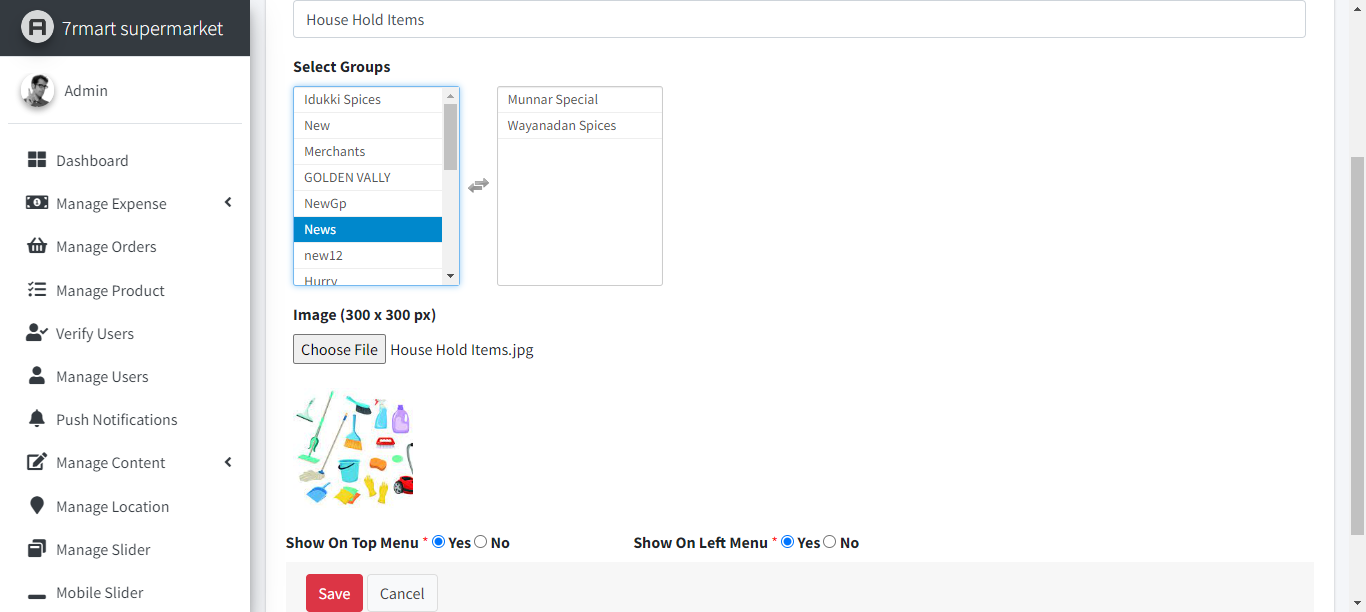 7rmart supermarket
Admin
Dashboard
Manage Expense
Manage Orders
Manage Product
Verify Users
Manage Users
Push Notifications
Manage Content
Manage Location
Manage Slider
Mobile Slider
House Hold Items
Select Groups
Idukki Spices
New
Merchants
GOLDEN VALLY
NewGp
News
new12
Hurry
Munnar Special
Wayanadan Spices
Image (300 x 300 px)
Choose File House Hold Items.jpg
Show On Top Menu * Yes No Show On Left Menu * Yes No
Save Cancel